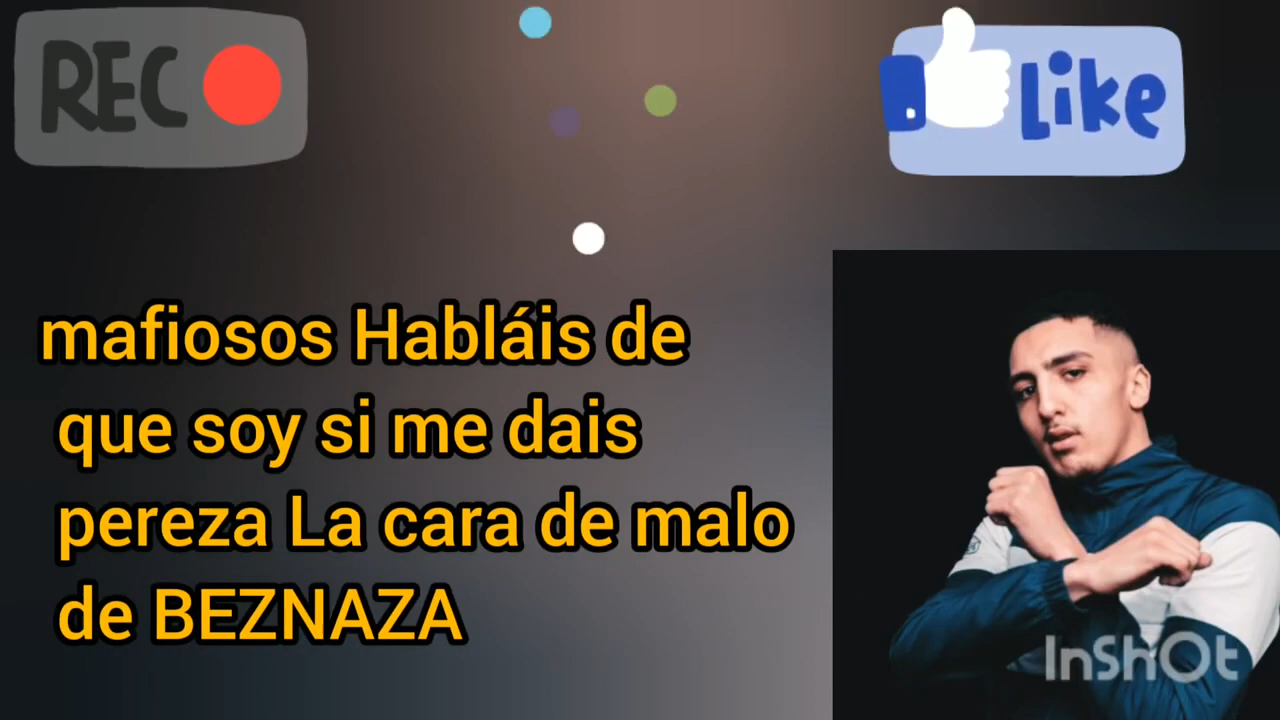 REC
Like
mafiosos Habláis de
que soy si me dais
pereza La cara de malo
de BEZNAZA
InShOt